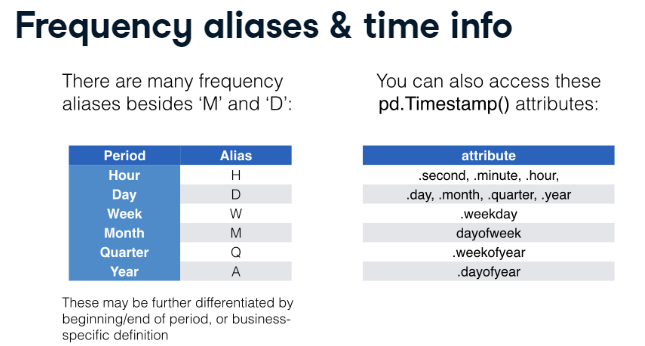 Frequency aliases & time info
There are many frequency
aliases besides ‘M’ and ‘D’:
Period Alias
Hour H
Day D
Week W
Month M
Quarter Q
Year A
These may be further differentiated by
beginning/end of period, or business-
specific definition
You can also access these
pd.Timestamp() attributes:
attribute
.second, .minute, .hour,
.day, .month, .quarter, .year
.weekday
dayofweek
.weekofyear
.dayofyear